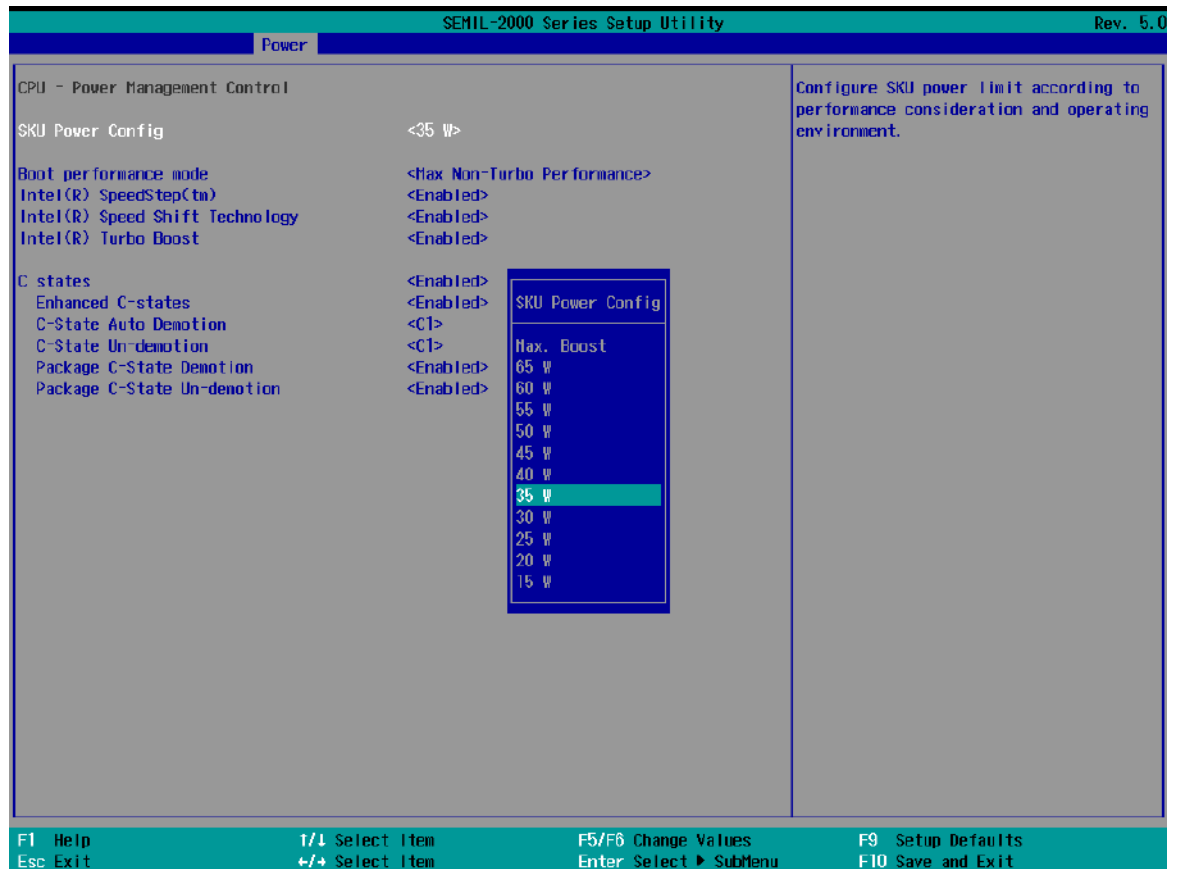 SEMIL-2000 Series Setup Utility Rev. 5.0
Power
CPU - Power Management Control
SKU Power Config <35 W>
Boot performance mode <Max Non-Turbo Performance>
Intel(R) SpeedStep(tm) <Enabled>
Intel(R) Speed Shift Technology <Enabled>
Intel(R) Turbo Boost <Enabled>
C states <Enabled>
Enhanced C-states <Enabled>
C-State Auto Demotion <C1>
C-State Un-demotion <C1>
Package C-State Demotion <Enabled>
Package C-State Un-demotion <Enabled>
SKU Power Config
Max. Boost
65 W
60 W
55 W
50 W
45 W
40 W
35 W
30 W
25 W
20 W
15 W
Configure SKU power limit according to
performance consideration and operating
environment.
F1 Help ↑/↓ Select Item F5/F6 Change Values F9 Setup Defaults
Esc Exit ←/→ Select Item Enter Select ▶ SubMenu F10 Save and Exit